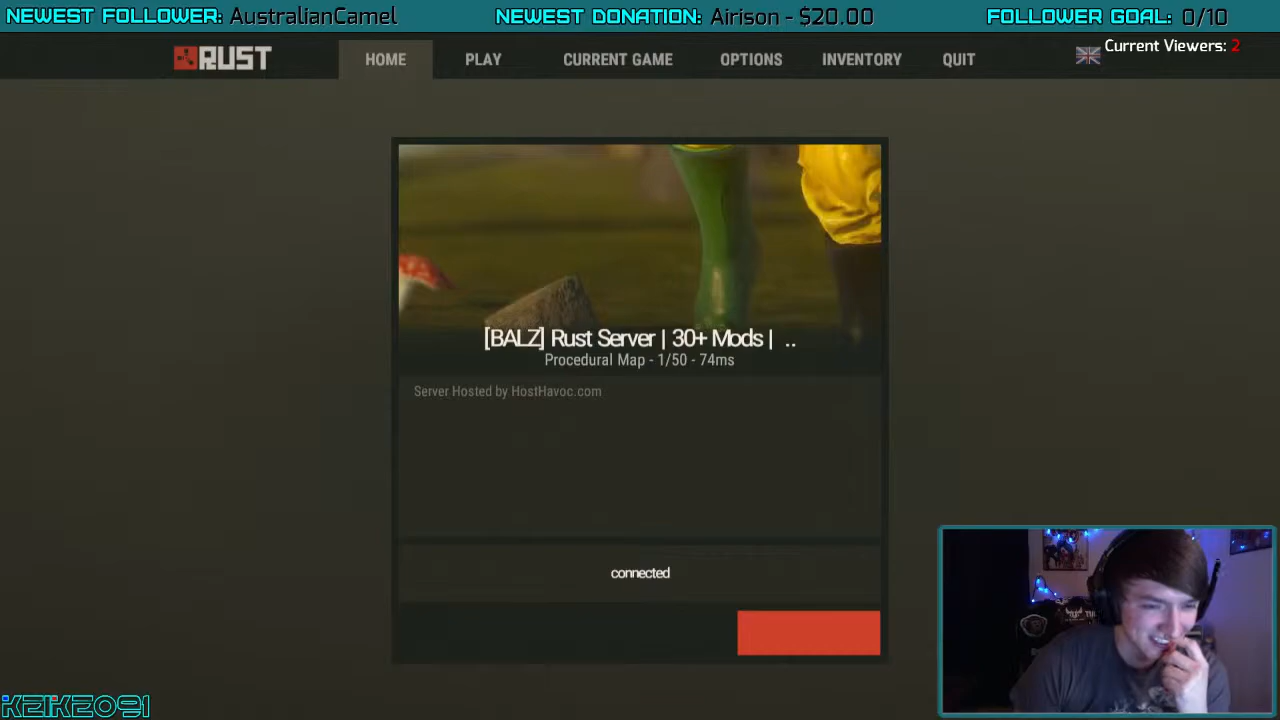 NEWEST FOLLOWER: AustralianCamel NEWEST DONATION: Airison - $20.00 FOLLOWER GOAL: 0/10
RUST HOME PLAY CURRENT GAME OPTIONS INVENTORY QUIT Current Viewers: 2
[BALZ] Rust Server | 30+ Mods | ..
Procedural Map - 1/50 - 74ms
Server Hosted by HostHavoc.com
connected